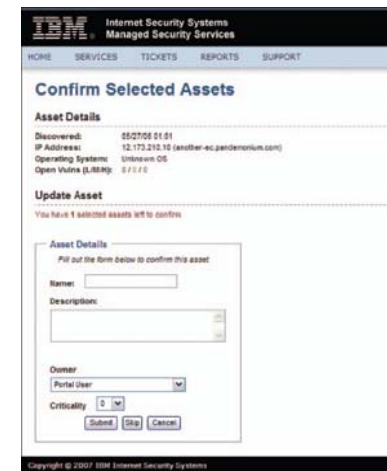 IBM. Internet Security Systems
Managed Security Services
HOME SERVICES TICKETS REPORTS SUPPORT
Confirm Selected Assets
Asset Details
Discovered: 05/27/08 01:01
IP Address: 12.173.210.10 (another-ec.pandemonium.com)
Operating System: Unknown OS
Open Vulns (L/M/H): 0 / 0 / 0
Update Asset
You have 1 selected assets left to confirm
Asset Details
Fill out the form below to confirm this asset
Name:
Description:
Owner
Portal User
Criticality 0
Submit Skip Cancel
Copyright © 2007 IBM Internet Security Systems